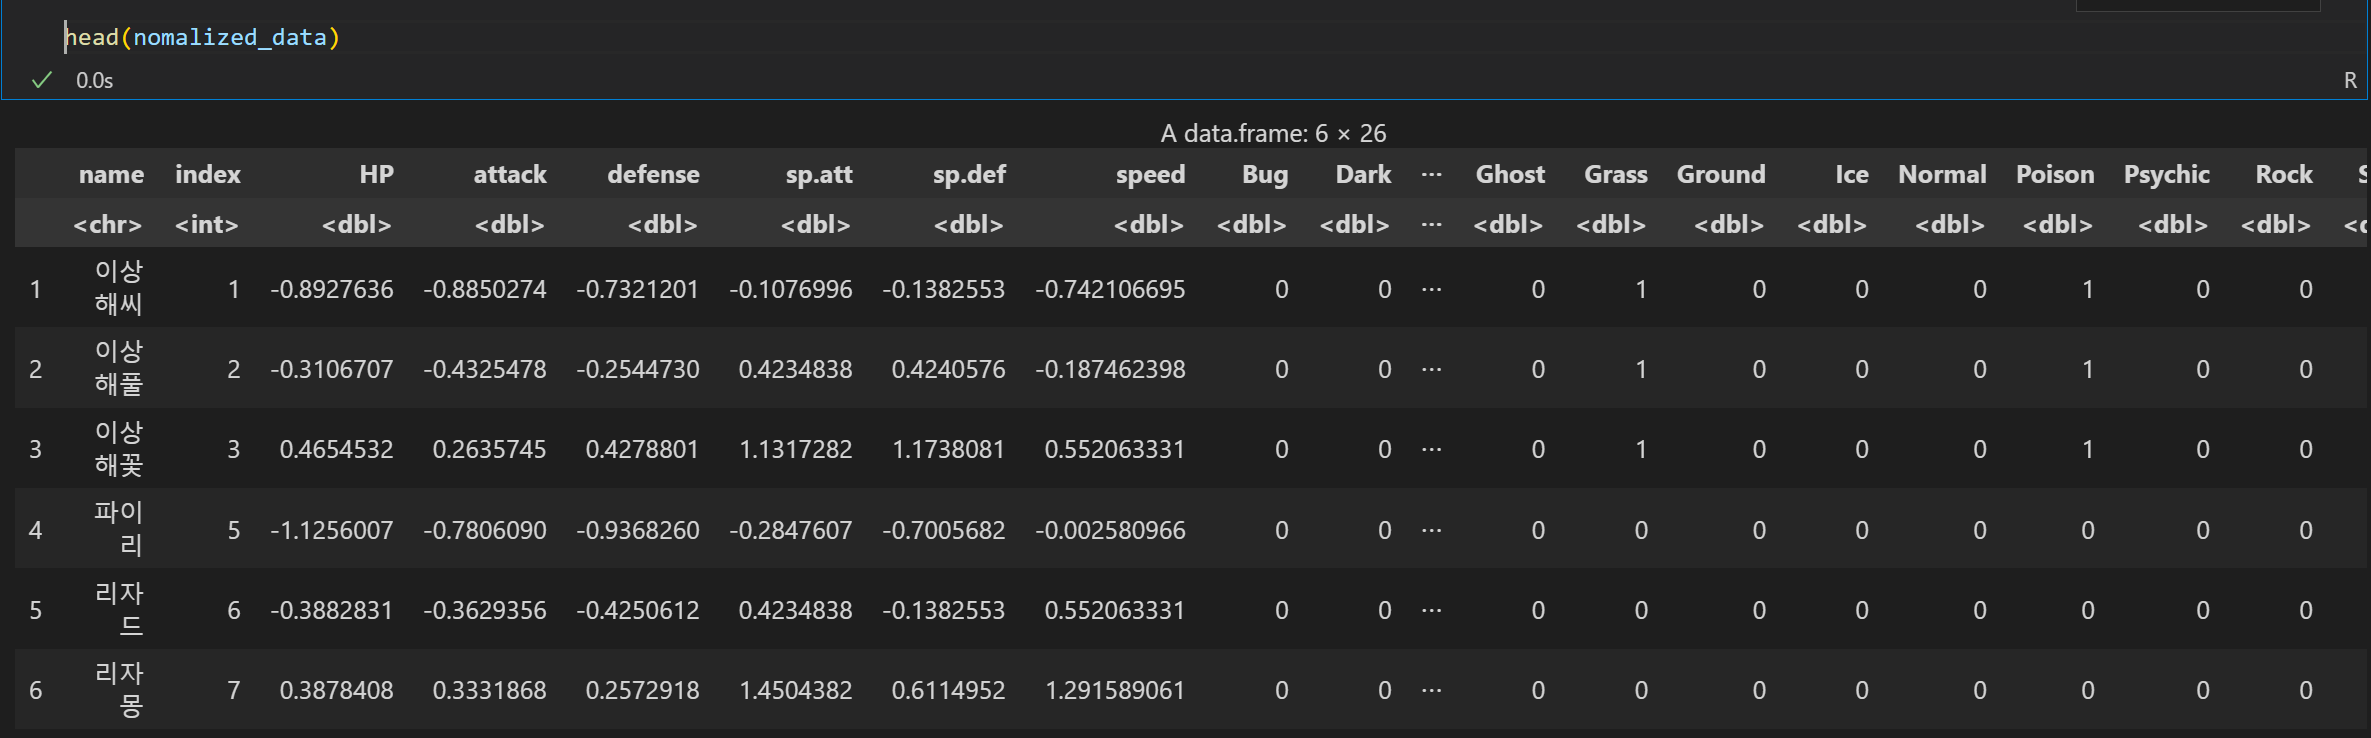 head(nomalized_data)
0.0s
R
A data.frame: 6 × 26
name index HP attack defense sp.att sp.def speed Bug Dark ⋯ Ghost Grass Ground Ice Normal Poison Psychic Rock S
<chr> <int> <dbl> <dbl> <dbl> <dbl> <dbl> <dbl> <dbl> <dbl> ⋯ <dbl> <dbl> <dbl> <dbl> <dbl> <dbl> <dbl> <dbl> <d
이상
1 1 -0.8927636 -0.8850274 -0.7321201 -0.1076996 -0.1382553 -0.742106695 0 0 ⋯ 0 1 0 0 0 1 0 0
해씨
이상
2 2 -0.3106707 -0.4325478 -0.2544730 0.4234838 0.4240576 -0.187462398 0 0 ⋯ 0 1 0 0 0 1 0 0
해풀
이상
3 3 0.4654532 0.2635745 0.4278801 1.1317282 1.1738081 0.552063331 0 0 ⋯ 0 1 0 0 0 1 0 0
해꽃
파이
4 5 -1.1256007 -0.7806090 -0.9368260 -0.2847607 -0.7005682 -0.002580966 0 0 ⋯ 0 0 0 0 0 0 0 0
리
리자
5 6 -0.3882831 -0.3629356 -0.4250612 0.4234838 -0.1382553 0.552063331 0 0 ⋯ 0 0 0 0 0 0 0 0
드
리자
6 7 0.3878408 0.3331868 0.2572918 1.4504382 0.6114952 1.291589061 0 0 ⋯ 0 0 0 0 0 0 0 0
몽